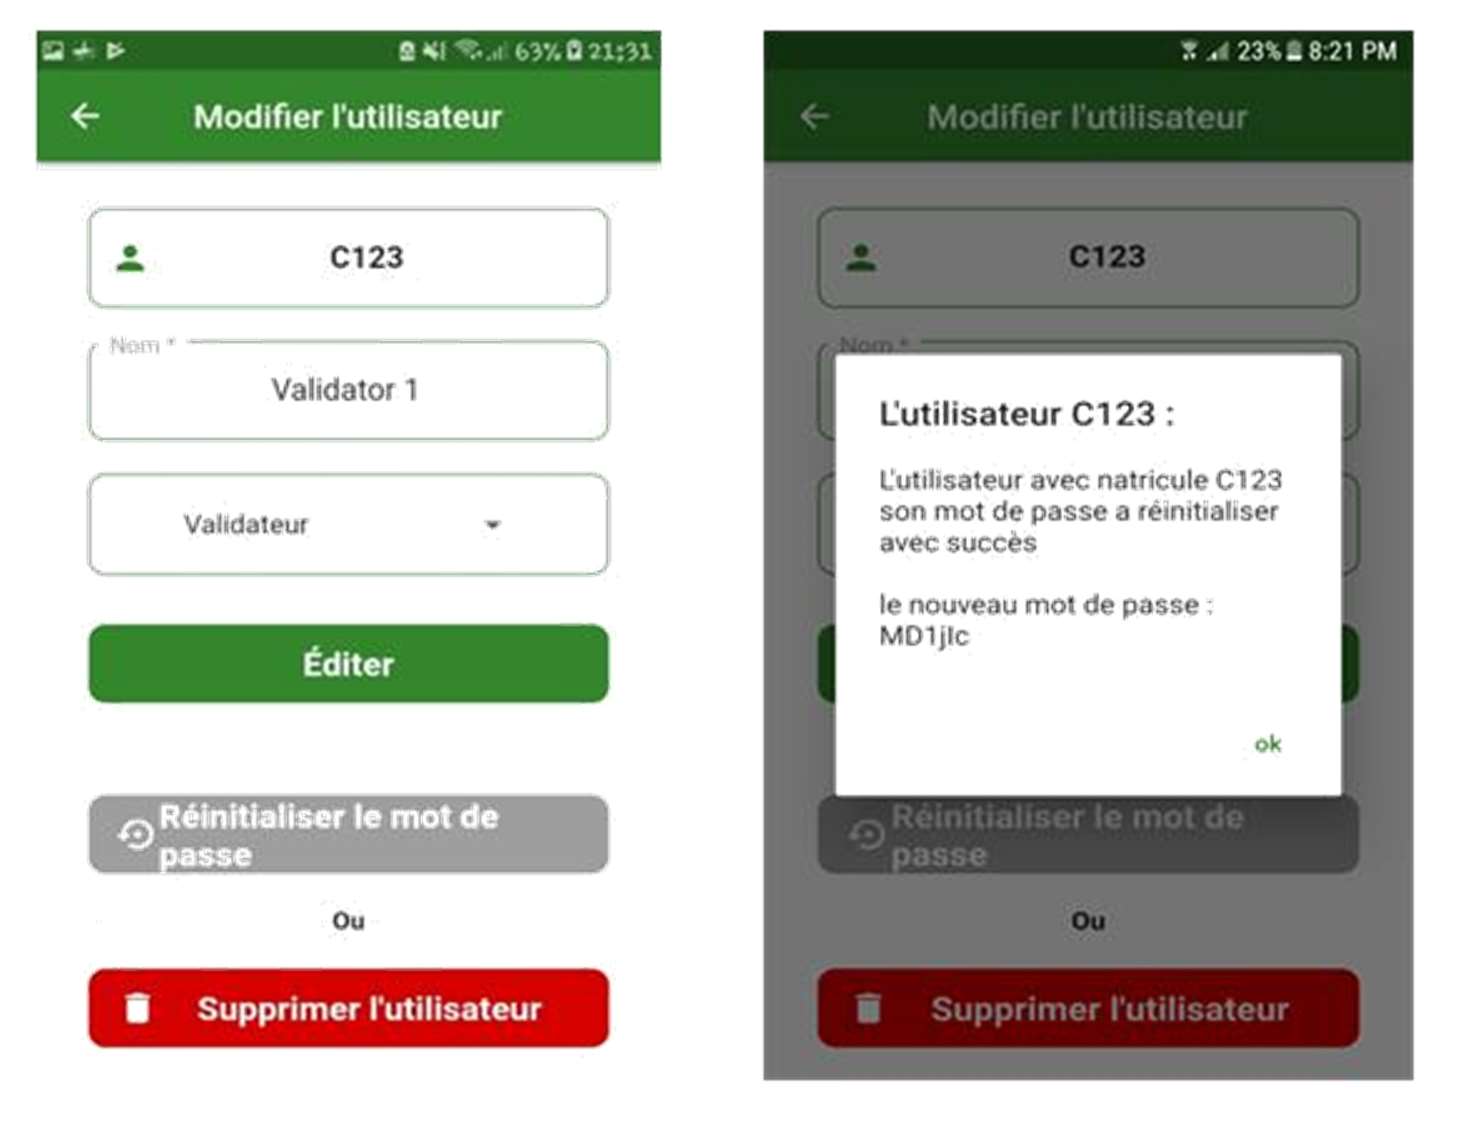 63% 21:31
Modifier l'utilisateur
C123
Nom *
Validator 1
Validateur
Éditer
Réinitialiser le mot de
passe
Ou
Supprimer l'utilisateur
23% 8:21 PM
Modifier l'utilisateur
C123
Nom *
L'utilisateur C123 :
L'utilisateur avec natricule C123
son mot de passe a réinitialiser
avec succès
le nouveau mot de passe :
MD1jIc
ok
Réinitialiser le mot de
passe
Ou
Supprimer l'utilisateur